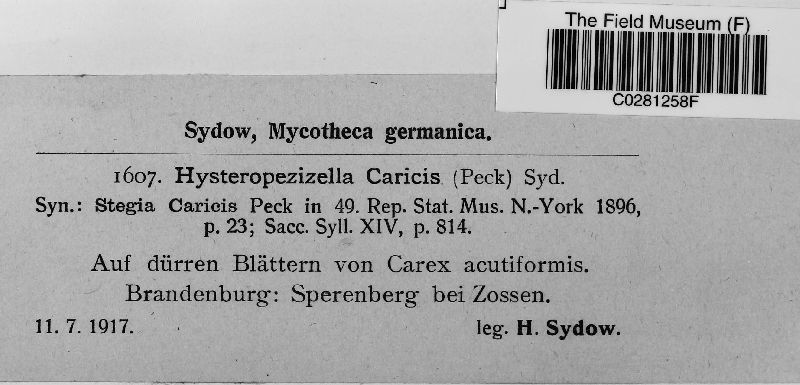 The Field Museum (F)
C0281258F
Sydow, Mycotheca germanica.
1607. Hysteropezizella Caricis (Peck) Syd.
Syn.: Stegia Caricis Peck in 49. Rep. Stat. Mus. N.-York 1896,
p. 23; Sacc. Syll. XIV, p. 814.
Auf dürren Blättern von Carex acutiformis.
Brandenburg: Sperenberg bei Zossen.
11. 7. 1917. leg. H. Sydow.